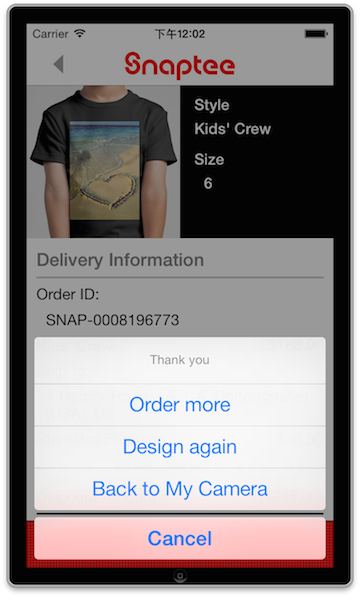 Carrier 下午12:02
Snaptee
Style
Kids' Crew
Size
6
Delivery Information
Order ID:
SNAP-0008196773
Thank you
Order more
Design again
Back to My Camera
Cancel